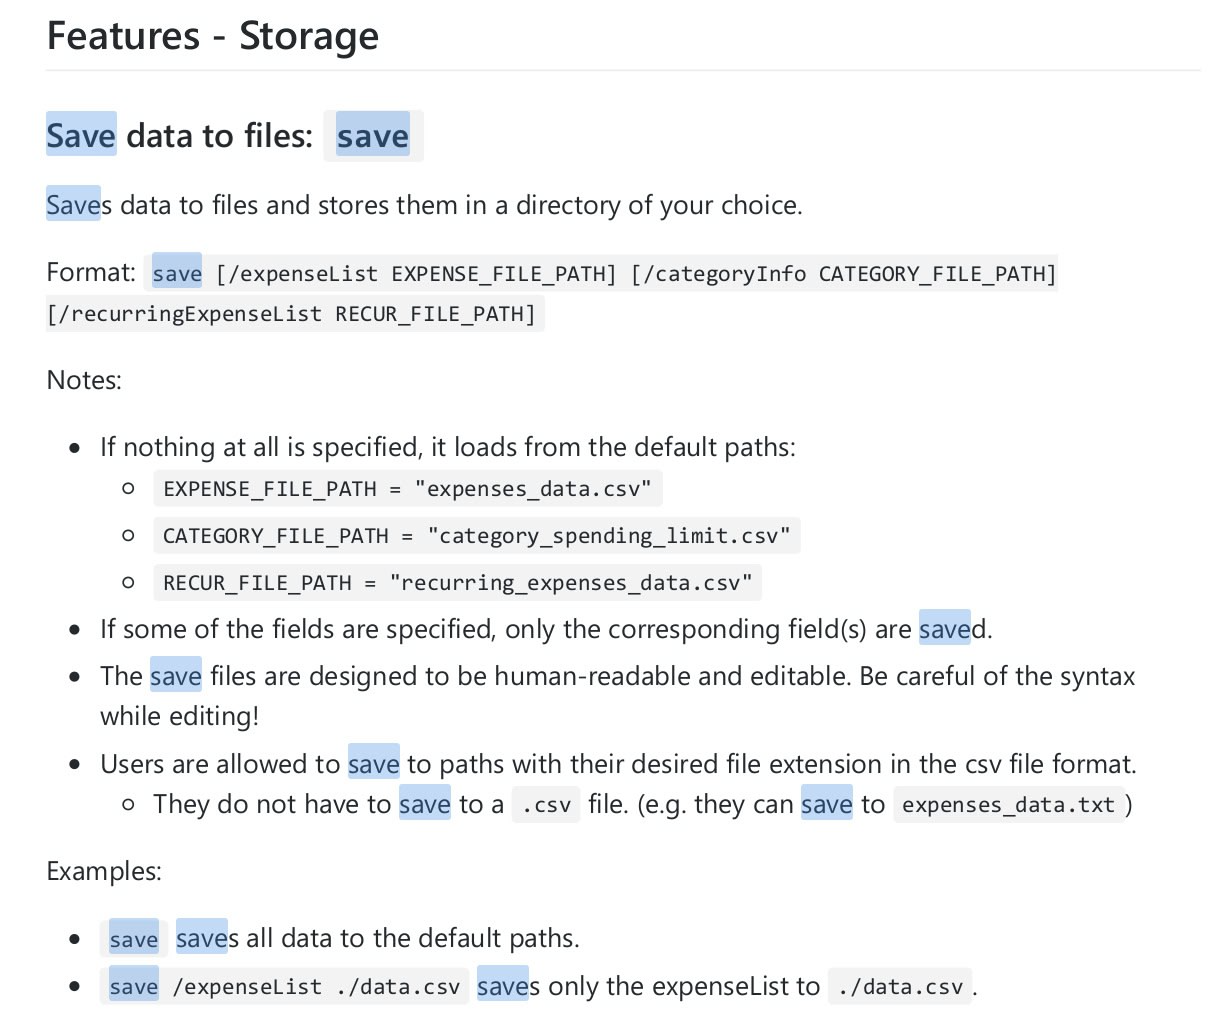 Features - Storage
Save data to files: save
Saves data to files and stores them in a directory of your choice.
Format: save [/expenseList EXPENSE_FILE_PATH] [/categoryInfo CATEGORY_FILE_PATH]
[/recurringExpenseList RECUR_FILE_PATH]
Notes:
• If nothing at all is specified, it loads from the default paths:
○ EXPENSE_FILE_PATH = "expenses_data.csv"
○ CATEGORY_FILE_PATH = "category_spending_limit.csv"
○ RECUR_FILE_PATH = "recurring_expenses_data.csv"
• If some of the fields are specified, only the corresponding field(s) are saved.
• The save files are designed to be human-readable and editable. Be careful of the syntax
while editing!
• Users are allowed to save to paths with their desired file extension in the csv file format.
○ They do not have to save to a .csv file. (e.g. they can save to expenses_data.txt)
Examples:
• save saves all data to the default paths.
• save /expenseList ./data.csv saves only the expenseList to ./data.csv.